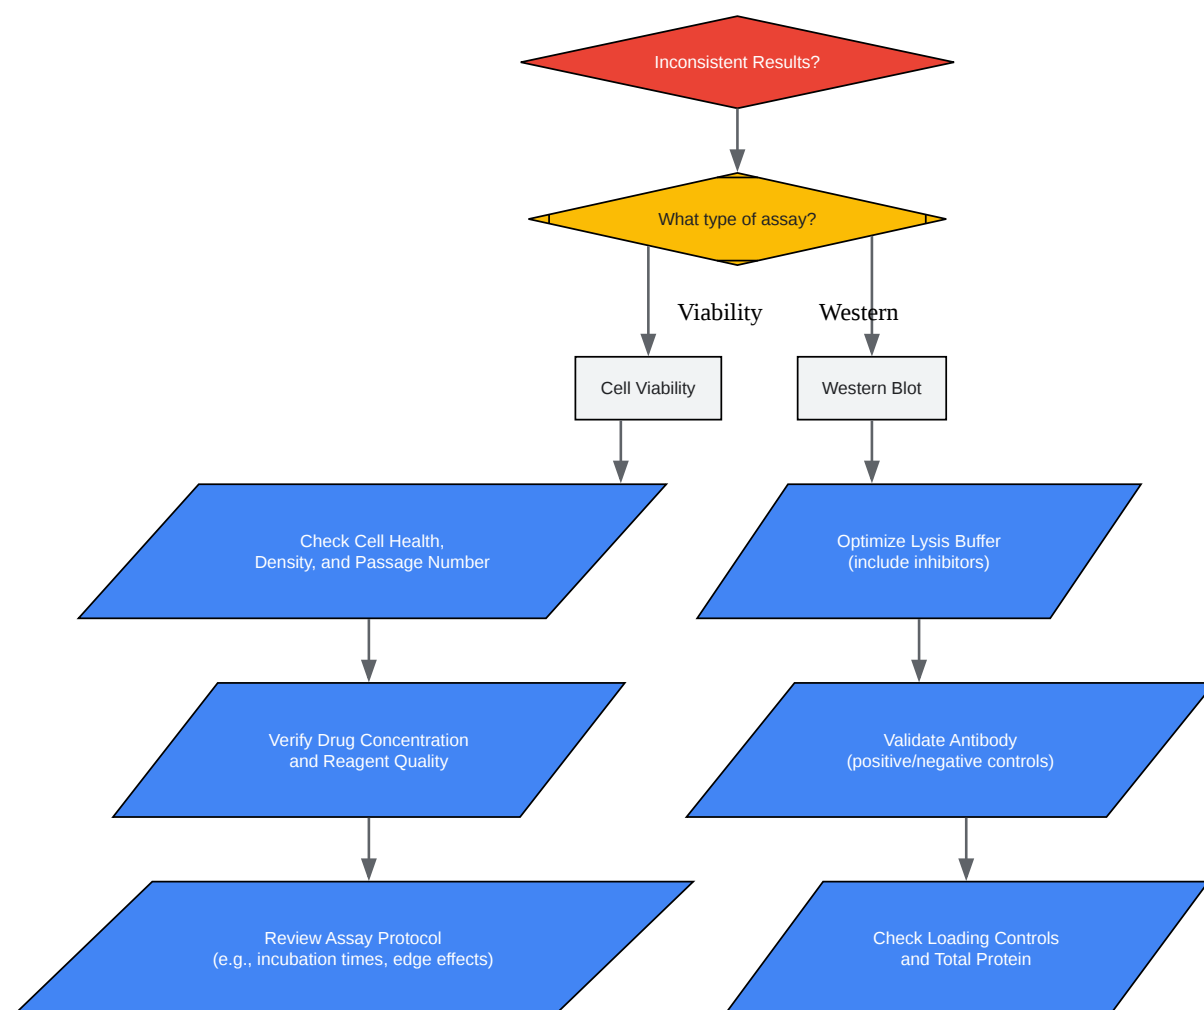 Inconsistent Results?
What type of assay?
Viability
Western
Cell Viability
Western Blot
Check Cell Health,
Density, and Passage Number
Optimize Lysis Buffer
(include inhibitors)
Verify Drug Concentration
and Reagent Quality
Validate Antibody
(positive/negative controls)
Review Assay Protocol
(e.g., incubation times, edge effects)
Check Loading Controls
and Total Protein